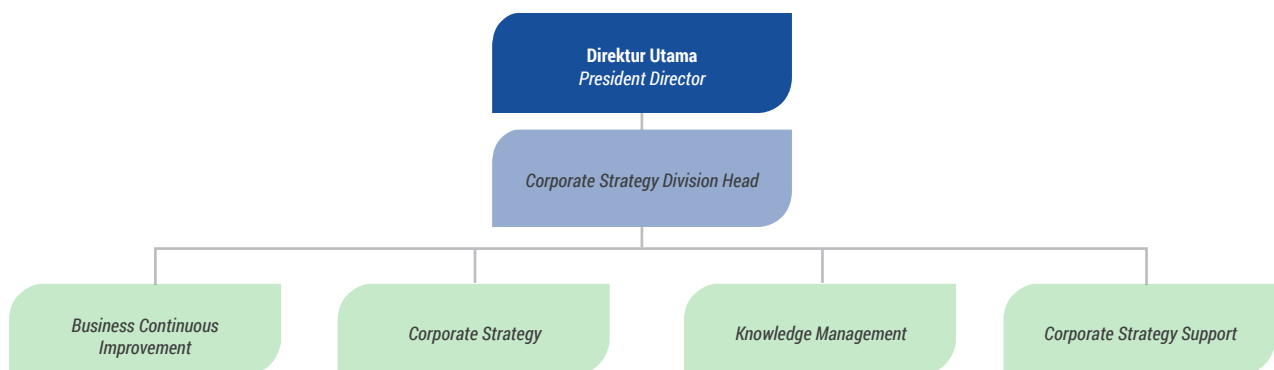 Direktur Utama
President Director
Corporate Strategy Division Head
Business Continuous
Improvement
Corporate Strategy
Knowledge Management
Corporate Strategy Support